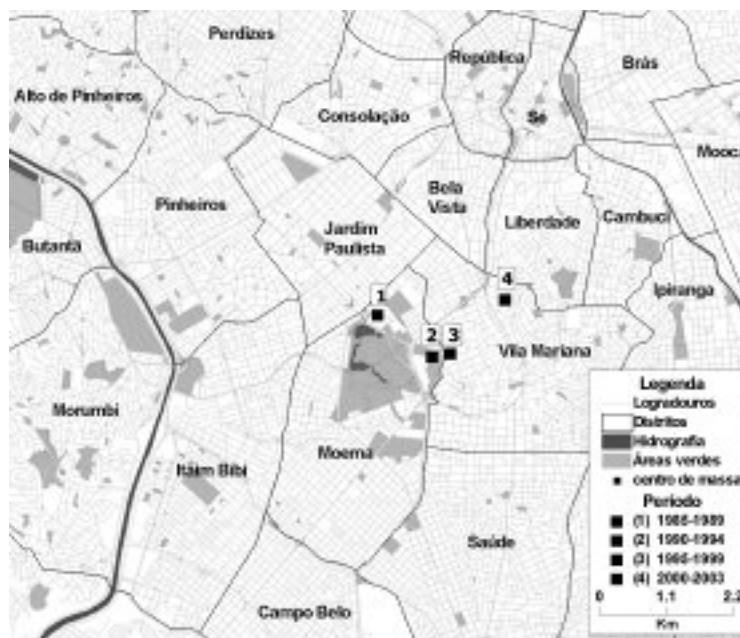 Perdizes
República
Brás
Alto de Pinheiros
Consolação
Sé
Mooca
Pinheiros
Bela
Vista
Jardim
Paulista
Liberdade
Cambuci
Butantã
Ipiranga
1
4
2 3
Vila Mariana
Morumbi
Moema
Itaim Bibi
Saúde
Campo Belo
Legenda
Logradouros
Distritos
Hidrografia
Áreas verdes
centro de massa
Período
(1) 1985-1989
(2) 1990-1994
(3) 1995-1999
(4) 2000-2003
0 1.1 2.2
Km